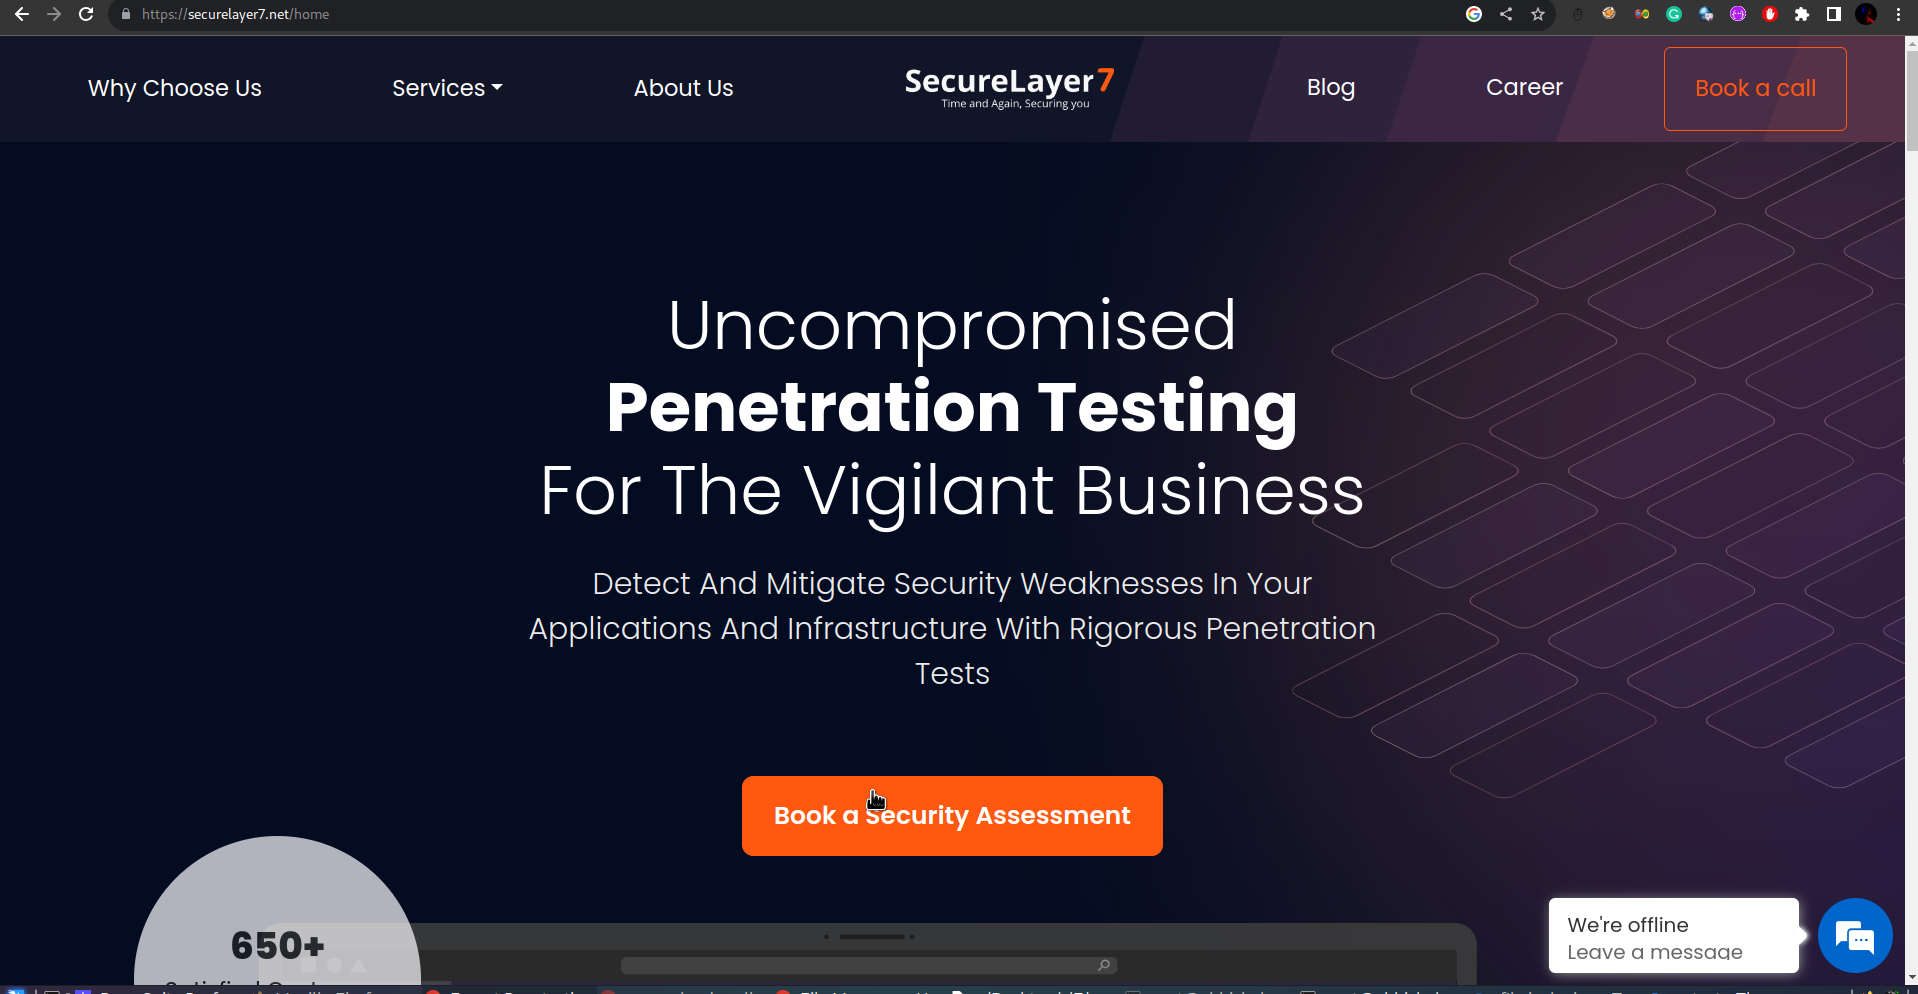 https://securelayer7.net/home
Why Choose Us
Services
About Us
SecureLayer7
Time and Again, Securing you
Blog
Career
Book a call
Uncompromised
Penetration Testing
For The Vigilant Business
Detect And Mitigate Security Weaknesses In Your
Applications And Infrastructure With Rigorous Penetration
Tests
Book a Security Assessment
650+
We're offline
Leave a message